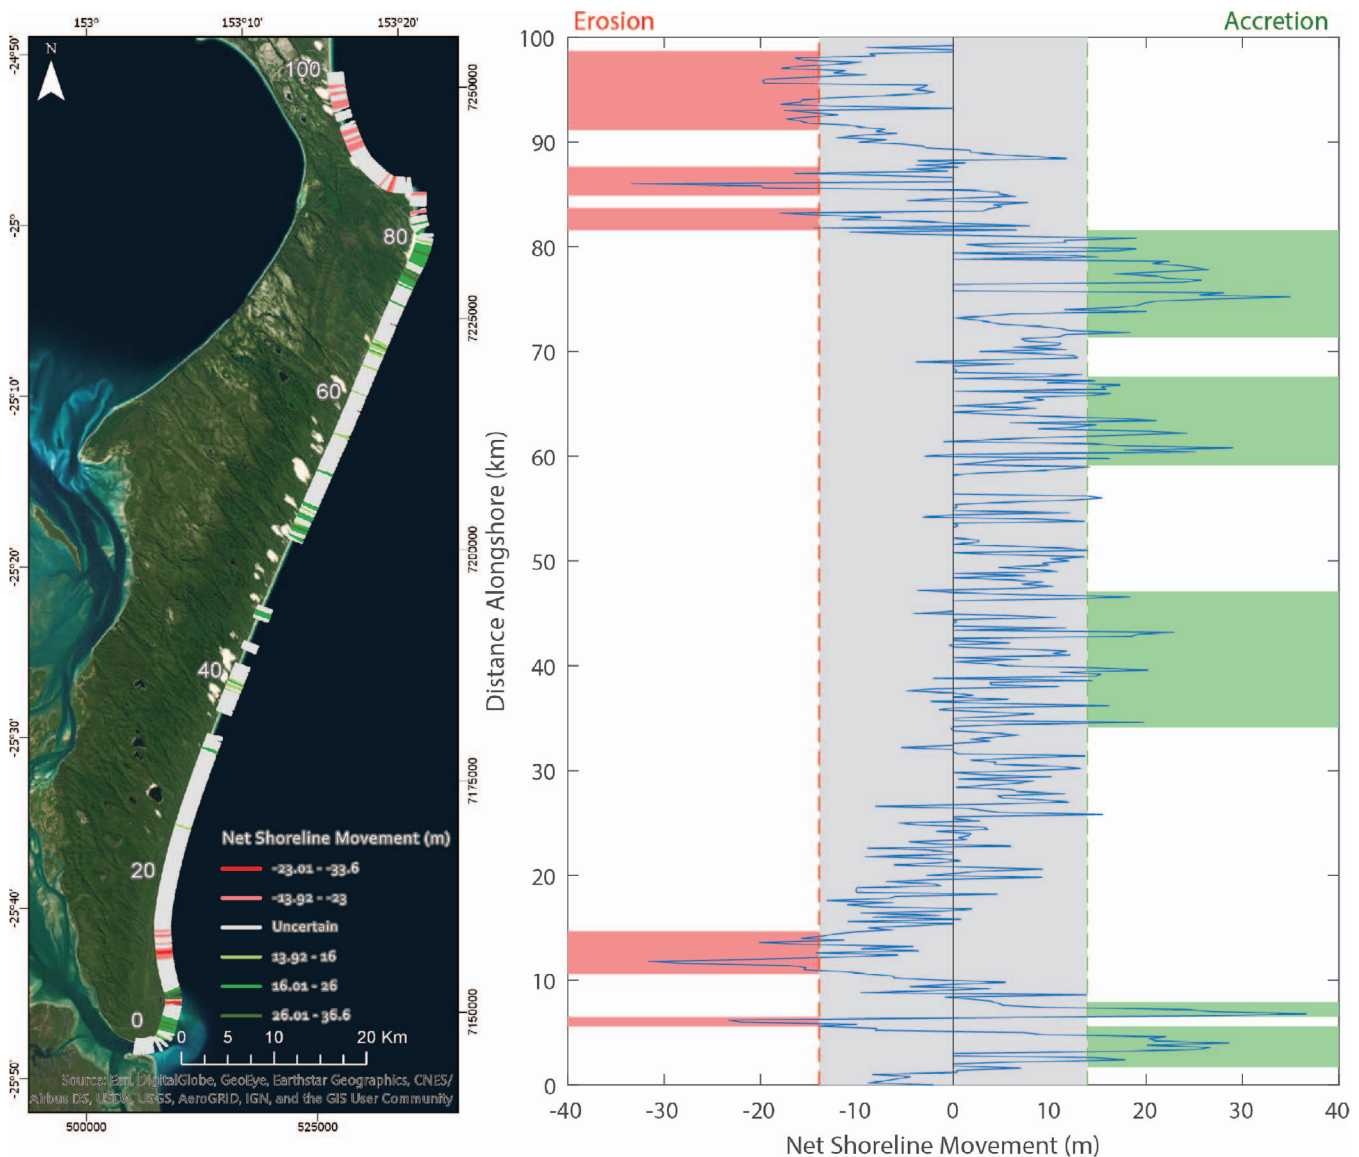 153° 153°10' 153°20'
-24°50'
-25°
-25°10'
-25°20'
-25°30'
-25°40'
-25°50'
N
100
80
60
40
20
0
7250000
7225000
7200000
7175000
7150000
Net Shoreline Movement (m)
-23.01 - -33.6
-13.92 - -23
Uncertain
13.92 - 16
16.01 - 26
26.01 - 36.6
0 5 10 20 Km
Source: Esri, DigitalGlobe, GeoEye, Earthstar Geographics, CNES/
Airbus DS, USDA, USGS, AeroGRID, IGN, and the GIS User Community
500000 525000
Erosion Accretion
100
90
80
70
60
50
40
30
20
10
0
Distance Alongshore (km)
-40 -30 -20 -10 0 10 20 30 40
Net Shoreline Movement (m)